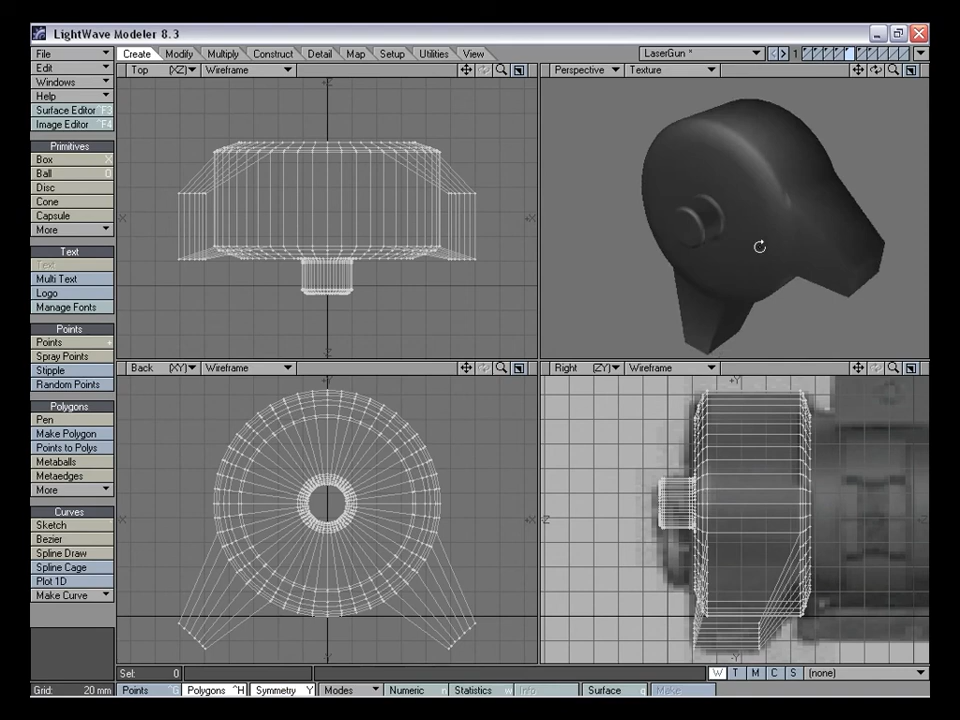 LightWave Modeler 8.3
File Create Modify Multiply Construct Detail Map Setup Utilities View LaserGun * 1
Edit Top (XZ) Wireframe Perspective Texture
Windows
Help
Surface Editor F3
Image Editor ^F4
Primitives
Box X
Ball O
Disc
Cone
Capsule
More
Text
Text
Multi Text
Logo
Manage Fonts
Points
Points +
Spray Points
Stipple
Random Points
Back (XY) Wireframe Right (ZY) Wireframe
Polygons
Pen
Make Polygon
Points to Polys
Metaballs
Metaedges
More
Curves
Sketch
Bezier
Spline Draw
Spline Cage
Plot 1D
Make Curve
Sel: 0 W T M C S (none)
Grid: 20 mm Points ^G Polygons ^H Symmetry Y Modes Numeric n Statistics w Info Surface q Make